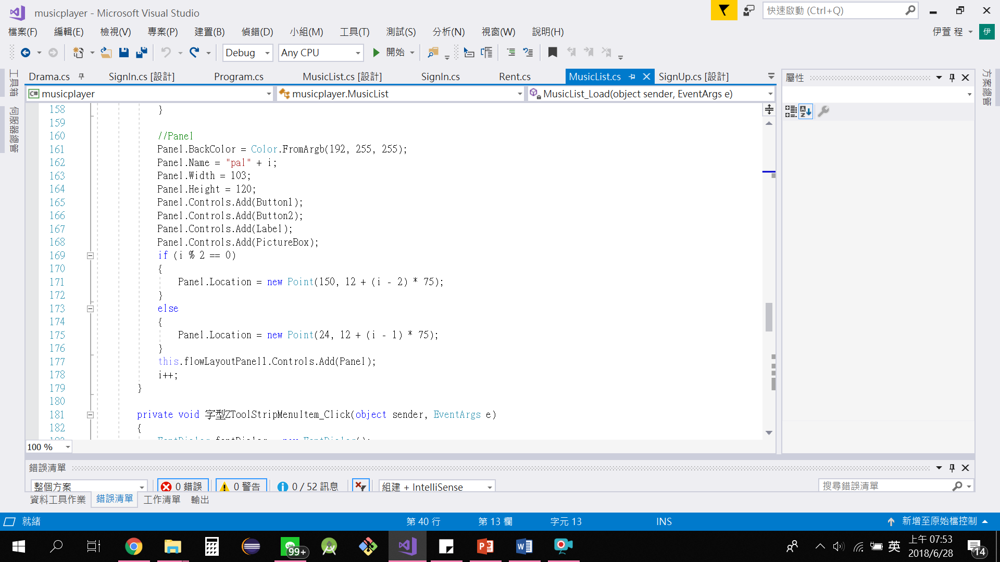 musicplayer - Microsoft Visual Studio
快速啟動 (Ctrl+Q)
檔案(F) 編輯(E) 檢視(V) 專案(P) 建置(B) 偵錯(D) 小組(M) 工具(T) 測試(S) 分析(N) 視窗(W) 說明(H)
伊萱 程
伊
Debug Any CPU 開始
工具箱
伺服器總管
Drama.cs SignIn.cs [設計] Program.cs MusicList.cs [設計] SignIn.cs Rent.cs MusicList.cs SignUp.cs [設計]
屬性
方案總管
C# musicplayer musicplayer.MusicList MusicList_Load(object sender, EventArgs e)
158 }
159
160 //Panel
161 Panel.BackColor = Color.FromArgb(192, 255, 255);
162 Panel.Name = "pal" + i;
163 Panel.Width = 103;
164 Panel.Height = 120;
165 Panel.Controls.Add(Button1);
166 Panel.Controls.Add(Button2);
167 Panel.Controls.Add(Label);
168 Panel.Controls.Add(PictureBox);
169 if (i % 2 == 0)
170 {
171 Panel.Location = new Point(150, 12 + (i - 2) * 75);
172 }
173 else
174 {
175 Panel.Location = new Point(24, 12 + (i - 1) * 75);
176 }
177 this.flowLayoutPanel1.Controls.Add(Panel);
178 i++;
179 }
180
181 private void 字型ZToolStripMenuItem_Click(object sender, EventArgs e)
182 {
183 FontDialog fontDialog = new FontDialog();
100 %
錯誤清單
整個方案 0 錯誤 0 警告 0 / 52 訊息 組建 + IntelliSense 搜尋錯誤清單
資料工具作業 錯誤清單 工作清單 輸出
就緒 第 40 行 第 13 欄 字元 13 INS 新增至原始檔控制
99+
英
上午 07:53
2018/6/28
14